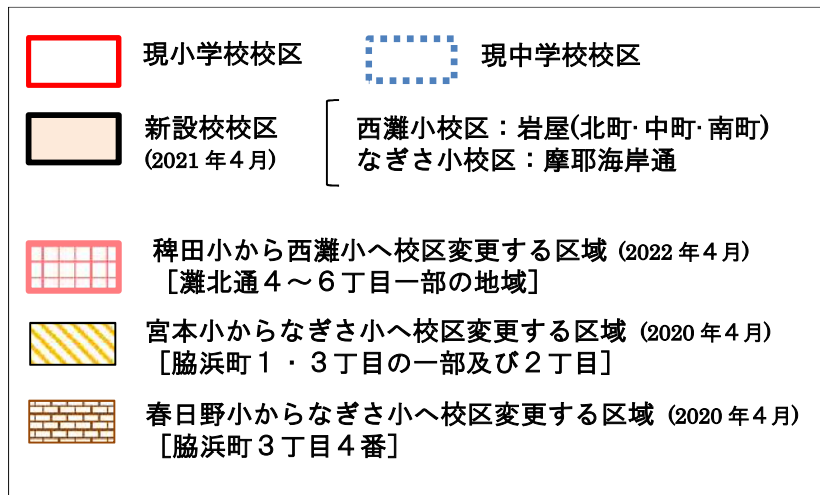 現小学校校区
現中学校校区
新設校校区
(2021年4月)
西灘小校区：岩屋(北町･中町･南町)
なぎさ小校区：摩耶海岸通
稗田小から西灘小へ校区変更する区域 (2022年4月)
［灘北通４～６丁目一部の地域］
宮本小からなぎさ小へ校区変更する区域 (2020年4月)
［脇浜町１・３丁目の一部及び２丁目］
春日野小からなぎさ小へ校区変更する区域 (2020年4月)
［脇浜町３丁目４番］